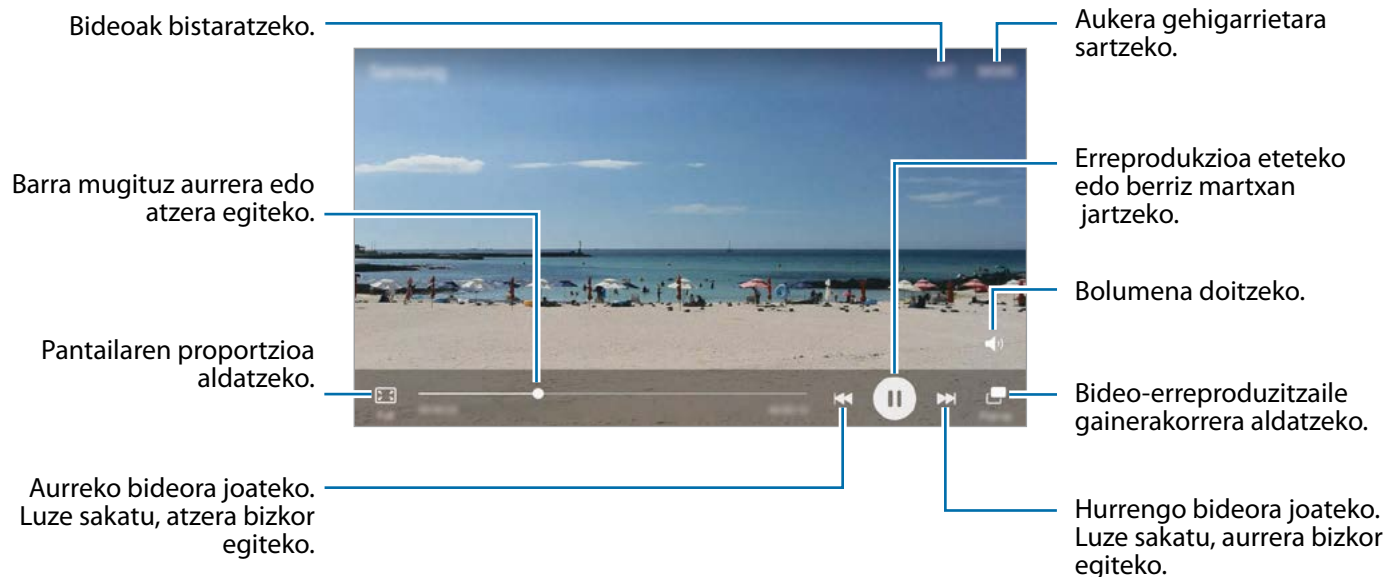 Bideoak bistaratzeko.
Aukera gehigarrietara
sartzeko.
Barra mugituz aurrera edo
atzera egiteko.
Erreprodukzioa eteteko
edo berriz martxan
jartzeko.
Bolumena doitzeko.
Pantailaren proportzioa
aldatzeko.
Bideo-erreproduzitzaile
gainerakorrera aldatzeko.
Aurreko bideora joateko.
Luze sakatu, atzera bizkor
egiteko.
Hurrengo bideora joateko.
Luze sakatu, aurrera bizkor
egiteko.